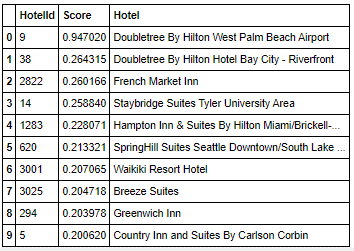 HotelId Score Hotel
0 9 0.947020 Doubletree By Hilton West Palm Beach Airport
1 38 0.264315 Doubletree By Hilton Hotel Bay City - Riverfront
2 2822 0.260166 French Market Inn
3 14 0.258840 Staybridge Suites Tyler University Area
4 1283 0.228071 Hampton Inn & Suites By Hilton Miami/Brickell-...
5 620 0.213321 SpringHill Suites Seattle Downtown/South Lake ...
6 3001 0.207065 Waikiki Resort Hotel
7 3025 0.204718 Breeze Suites
8 294 0.203978 Greenwich Inn
9 5 0.200620 Country Inn and Suites By Carlson Corbin